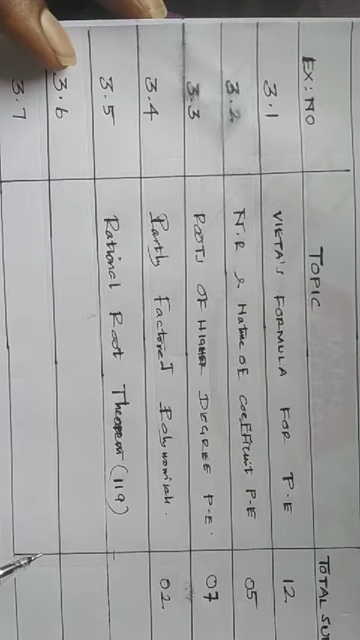 EX: NO TOPIC TOTAL SU
3.1 VIETA'S FORMULA FOR P.E 12.
3.2 N.R & Nature OF coefficient P.E 05
3.3 ROOTS OF HIGHER DEGREE P.E. 07
3.4 Partly Factored Polynomials. 02.
3.5 Rational Root Theorem (119)
3.6
3.7